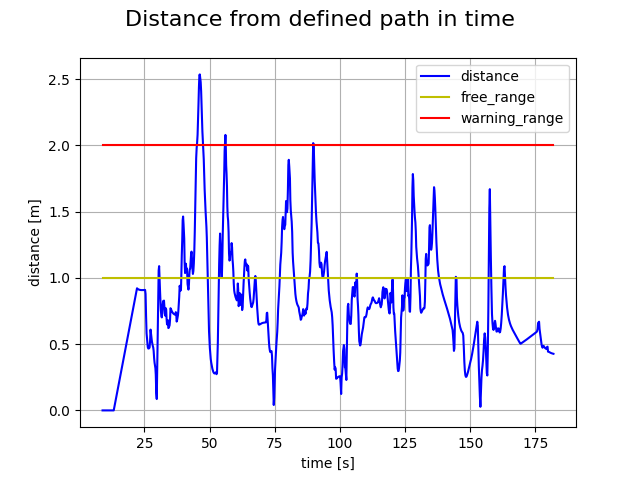 Distance from defined path in time
distance
free_range
warning_range
2.5
2.0
1.5
1.0
0.5
0.0
distance [m]
25
50
75
100
125
150
175
time [s]